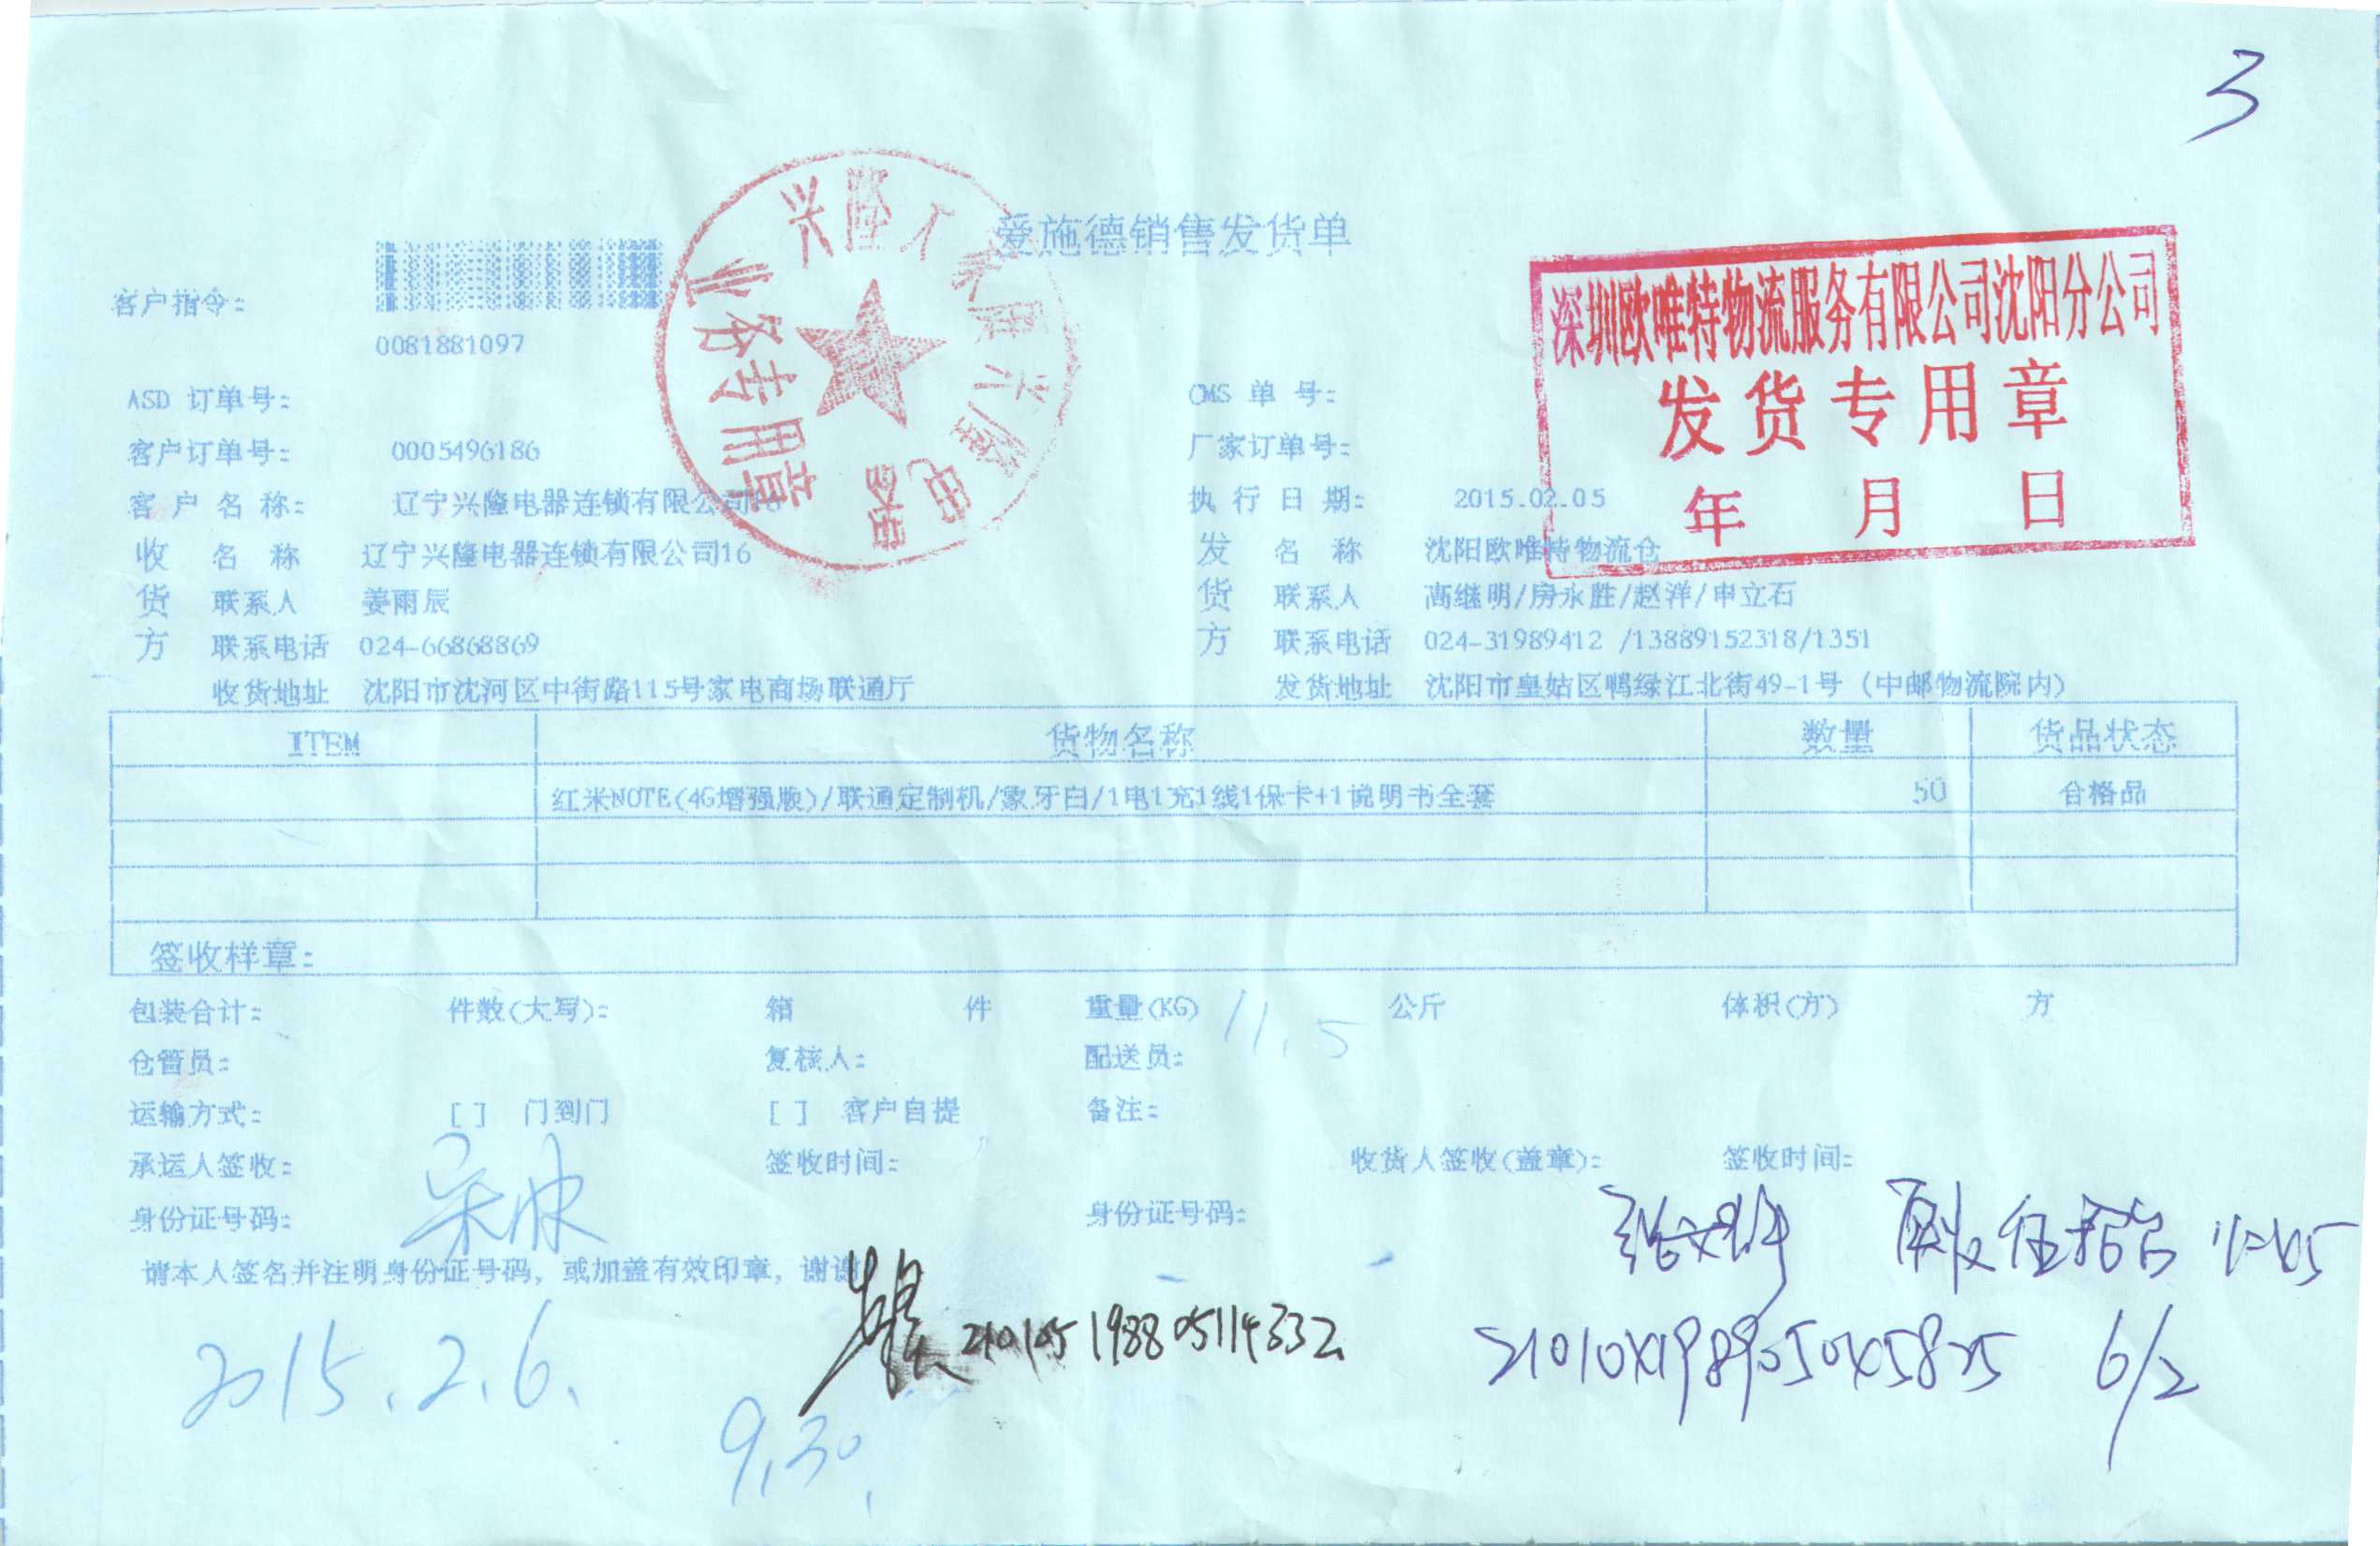 3
爱施德销售发货单
客户指令:
0081881097
深圳欧唯特物流服务有限公司沈阳分公司
发货专用章
年 月 日
业务专用章
ASD 订单号: OMS 单 号:
客户订单号: 0005496186 厂家订单号:
客 户 名 称: 辽宁兴隆电器连锁有限公司16 执 行 日 期: 2015.02.05
收 名 称 辽宁兴隆电器连锁有限公司16 发 名 称 沈阳欧唯特物流仓
货 联系人 姜雨辰 货 联系人 高继明/房永胜/赵洋/申立石
方 联系电话 024-66868869 方 联系电话 024-31989412 /13889152318/1351
收货地址 沈阳市沈河区中街路115号家电商场联通厅 发货地址 沈阳市皇姑区鸭绿江北街49-1号 (中邮物流院内)
ITEM 货物名称 数量 货品状态
红米NOTE(4G增强版)/联通定制机/象牙白/1电1充1线1保卡+1说明书全套 50 合格品
签收样章:
包装合计: 件数(大写): 箱 件 重量(KG) 11.5 公斤 体积(方) 方
仓管员: 复核人: 配送员:
运输方式: [ ] 门到门 [ ] 客户自提 备注:
承运人签收: 签收时间: 收货人签收(盖章): 签收时间:
身份证号码: 身份证号码:
请本人签名并注明身份证号码, 或加盖有效印章, 谢谢
210105198805114332
6/2
2015.2.6.
9.30